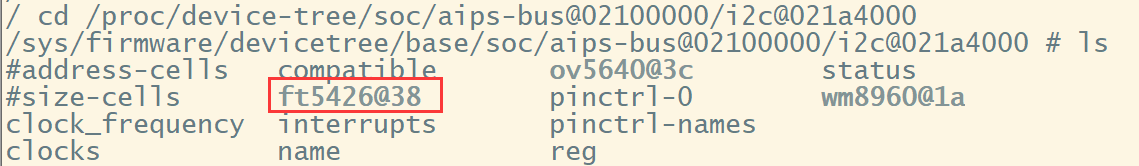 / cd /proc/device-tree/soc/aips-bus@02100000/i2c@021a4000
/sys/firmware/devicetree/base/soc/aips-bus@02100000/i2c@021a4000 # ls
#address-cells compatible ov5640@3c status
#size-cells ft5426@38 pinctrl-0 wm8960@1a
clock_frequency interrupts pinctrl-names
clocks name reg